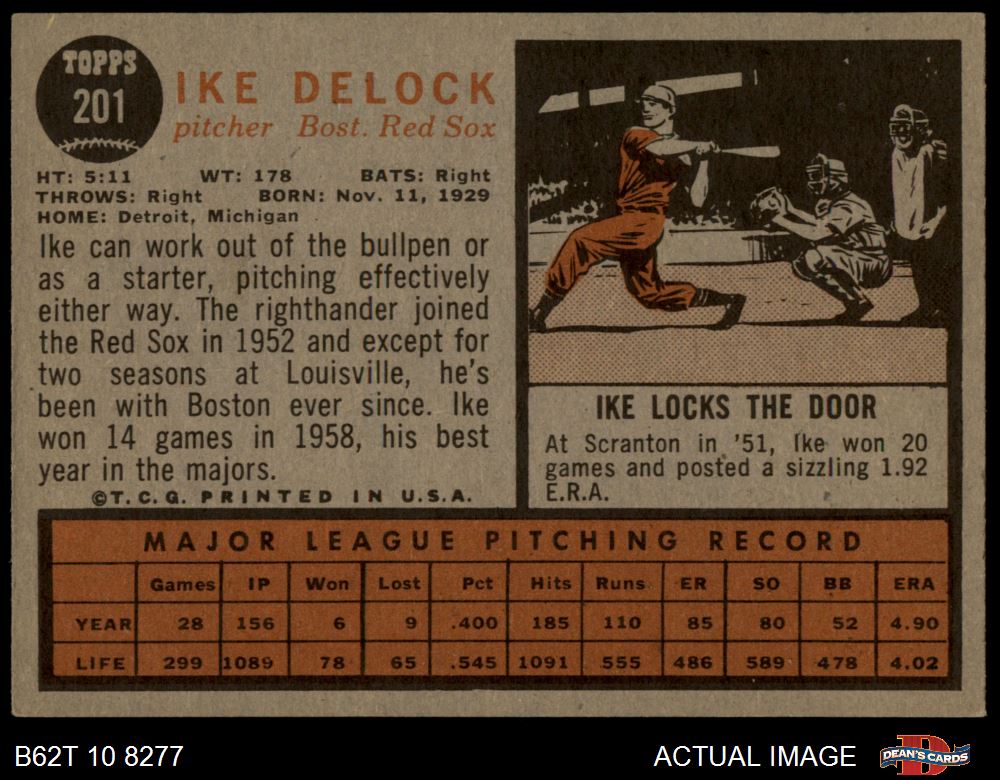 TOPPS
201
IKE DELOCK
pitcher Bost. Red Sox
HT: 5:11 WT: 178 BATS: Right
THROWS: Right BORN: Nov. 11, 1929
HOME: Detroit, Michigan
Ike can work out of the bullpen or
as a starter, pitching effectively
either way. The righthander joined
the Red Sox in 1952 and except for
two seasons at Louisville, he's
been with Boston ever since. Ike
won 14 games in 1958, his best
year in the majors.
©T.C.G. PRINTED IN U.S.A.
IKE LOCKS THE DOOR
At Scranton in '51, Ike won 20
games and posted a sizzling 1.92
E.R.A.
MAJOR LEAGUE PITCHING RECORD
Games IP Won Lost Pct Hits Runs ER SO BB ERA
YEAR 28 156 6 9 .400 185 110 85 80 52 4.90
LIFE 299 1089 78 65 .545 1091 555 486 589 478 4.02
B62T 10 8277 ACTUAL IMAGE DEAN'S CARDS